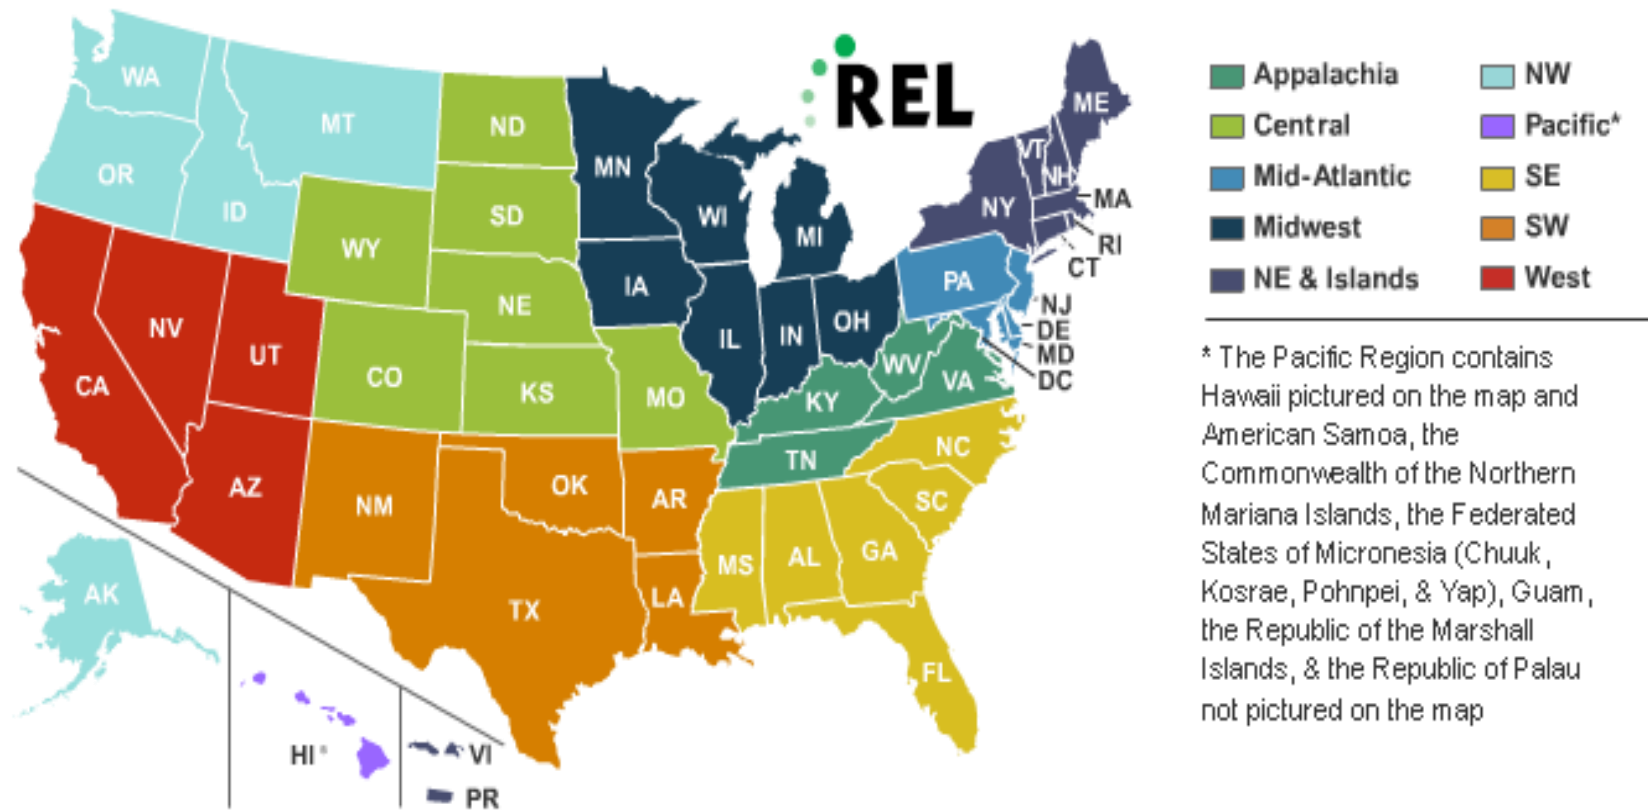 REL
WA
MT
ND
MN
ME
VT
NH
OR
ID
SD
WI
MI
NY
MA
RI
CT
WY
IA
PA
NE
NJ
DE
MD
DC
NV
UT
CO
KS
MO
IL
IN
OH
WV
VA
KY
CA
AZ
NM
OK
AR
TN
NC
SC
MS
AL
GA
TX
LA
FL
AK
HI*
VI
PR
Appalachia
Central
Mid-Atlantic
Midwest
NE & Islands
NW
Pacific*
SE
SW
West
* The Pacific Region contains
Hawaii pictured on the map and
American Samoa, the
Commonwealth of the Northern
Mariana Islands, the Federated
States of Micronesia (Chuuk,
Kosrae, Pohnpei, & Yap), Guam,
the Republic of the Marshall
Islands, & the Republic of Palau
not pictured on the map